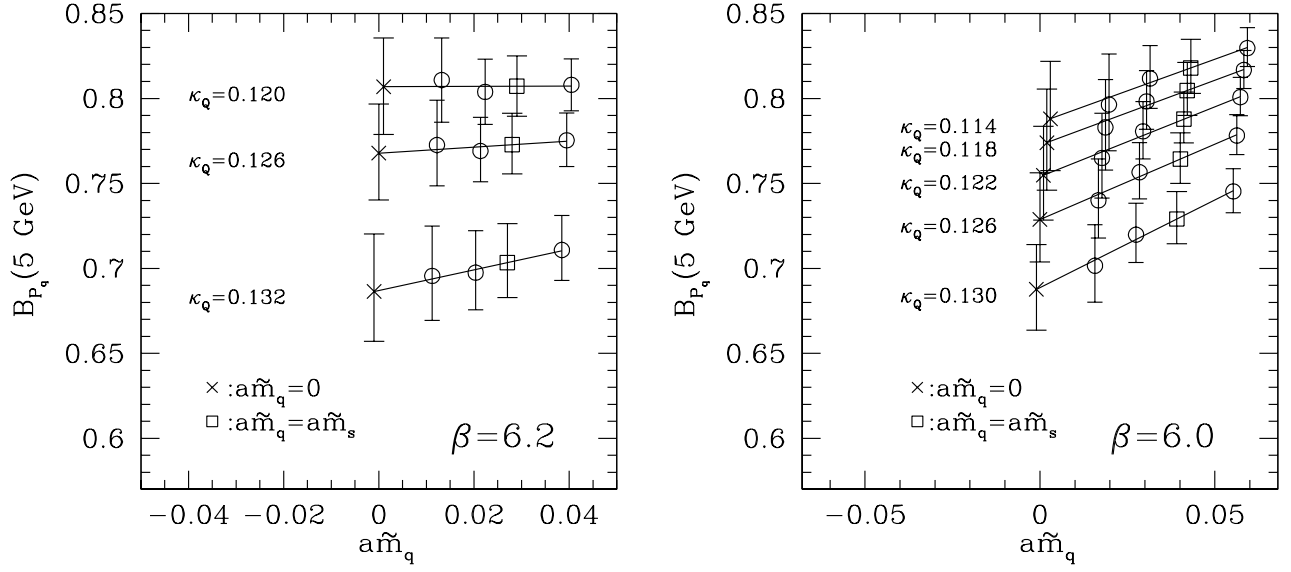 0.85
0.8
0.75
0.7
0.65
0.6
B_{P_q}(5 GeV)
κ_Q=0.120
κ_Q=0.126
κ_Q=0.132
×:am̃_q=0
□:am̃_q=am̃_s
β=6.2
−0.04 −0.02 0 0.02 0.04
am̃_q
0.85
0.8
0.75
0.7
0.65
0.6
B_{P_q}(5 GeV)
κ_Q=0.114
κ_Q=0.118
κ_Q=0.122
κ_Q=0.126
κ_Q=0.130
×:am̃_q=0
□:am̃_q=am̃_s
β=6.0
−0.05 0 0.05
am̃_q